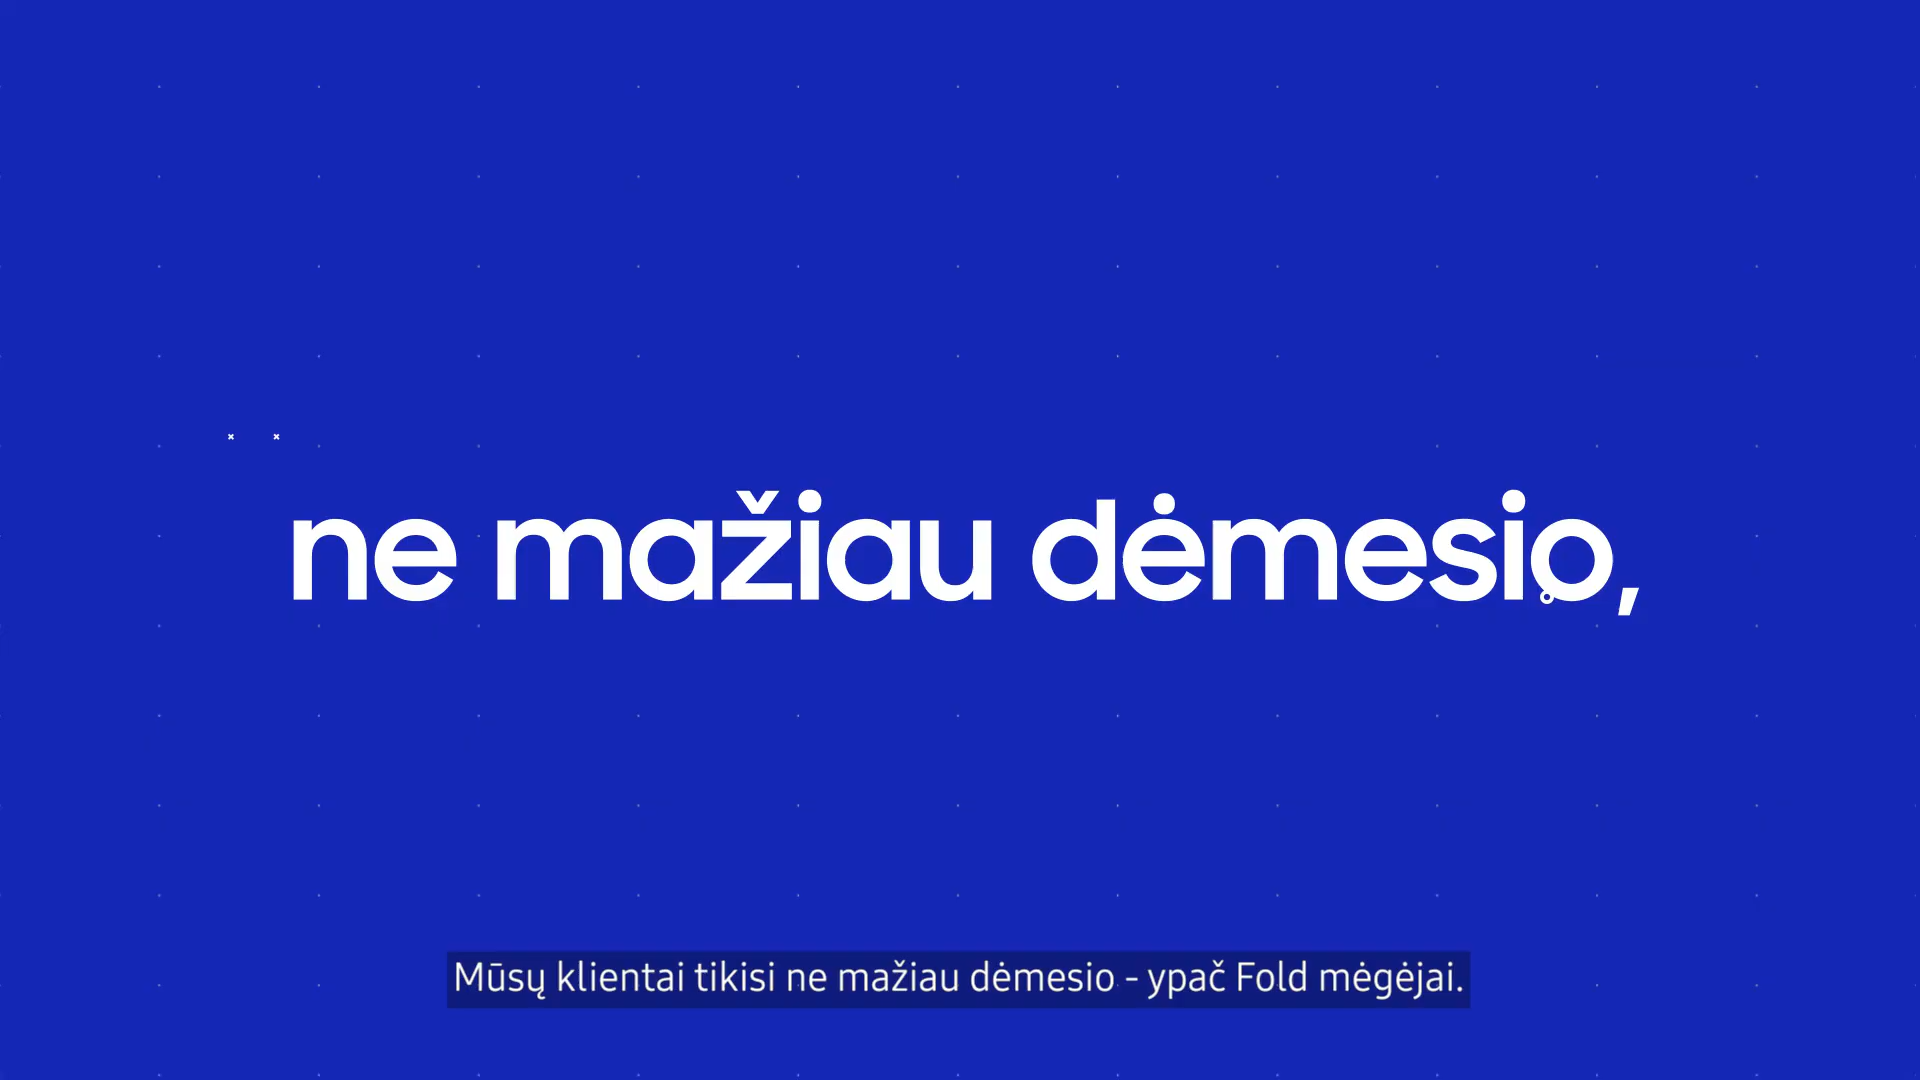 ne mažiau dėmesio,
Mūsų klientai tikisi ne mažiau dėmesio - ypač Fold mėgėjai.